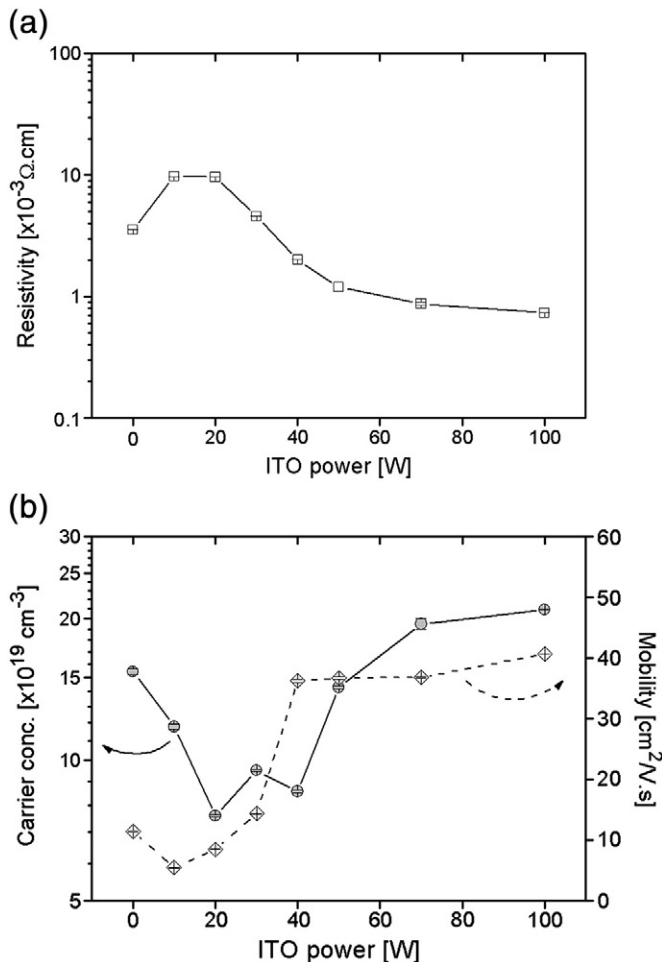 (a)
100
10
1
0.1
Resistivity [x10⁻³Ω.cm]
0 20 40 60 80 100
ITO power [W]
(b)
30
25
20
15
10
5
Carrier conc. [x10¹⁹ cm⁻³]
60
50
40
30
20
10
0
Mobility [cm²/V.s]
0 20 40 60 80 100
ITO power [W]